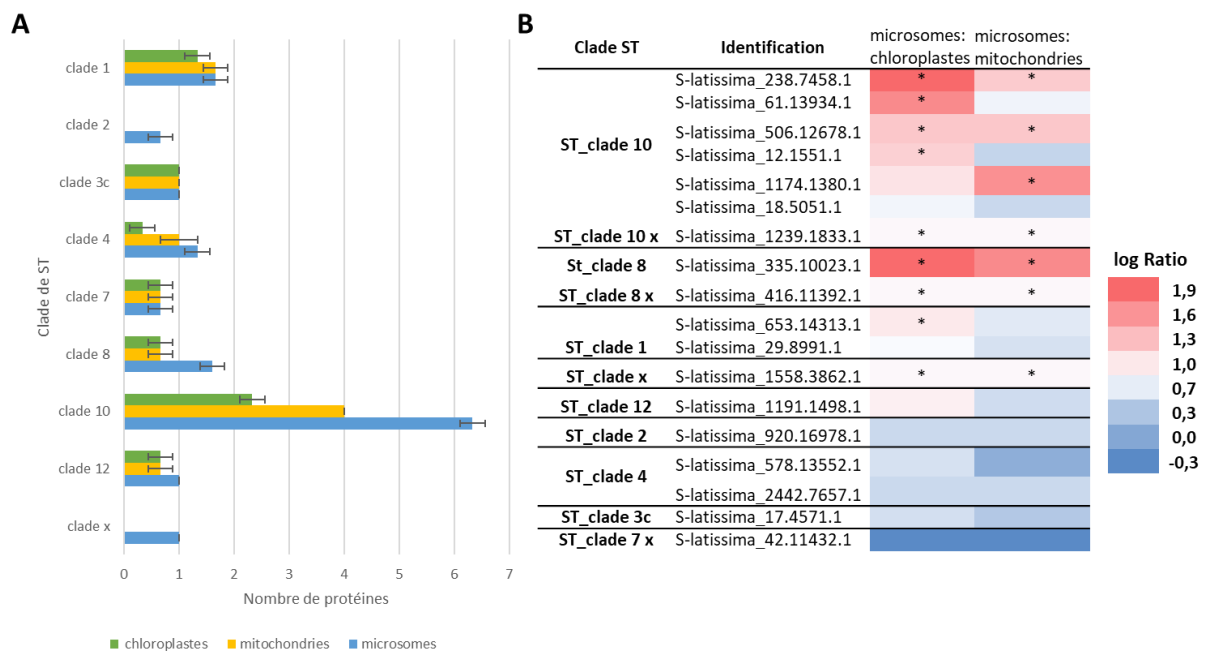 A
clade 1
clade 2
clade 3c
clade 4
clade 7
clade 8
clade 10
clade 12
clade x
Clade de ST
0 1 2 3 4 5 6 7
Nombre de protéines
chloroplastes mitochondries microsomes
B
Clade ST Identification microsomes: chloroplastes microsomes: mitochondries
S-latissima_238.7458.1 * *
S-latissima_61.13934.1 *
S-latissima_506.12678.1 * *
ST_clade 10
S-latissima_12.1551.1 *
S-latissima_1174.1380.1 *
S-latissima_18.5051.1
ST_clade 10 x S-latissima_1239.1833.1 * *
St_clade 8 S-latissima_335.10023.1 * *
ST_clade 8 x S-latissima_416.11392.1 * *
S-latissima_653.14313.1 *
ST_clade 1 S-latissima_29.8991.1
ST_clade x S-latissima_1558.3862.1 * *
ST_clade 12 S-latissima_1191.1498.1
ST_clade 2 S-latissima_920.16978.1
S-latissima_578.13552.1
ST_clade 4
S-latissima_2442.7657.1
ST_clade 3c S-latissima_17.4571.1
ST_clade 7 x S-latissima_42.11432.1
log Ratio
1,9
1,6
1,3
1,0
0,7
0,3
0,0
-0,3